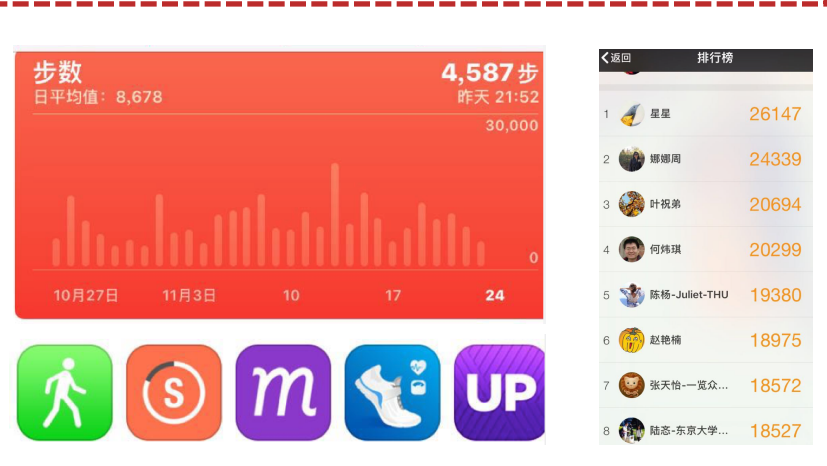 步数
4,587步
日平均值：8,678
昨天 21:52
30,000
0
10月27日 11月3日 10 17 24
S
m
UP
返回 排行榜
1 星星 26147
2 娜娜周 24339
3 叶祝弟 20694
4 何炜琪 20299
5 陈杨-Juliet-THU 19380
6 赵艳楠 18975
7 张天怡-一览众... 18572
8 陆恣-东京大学... 18527